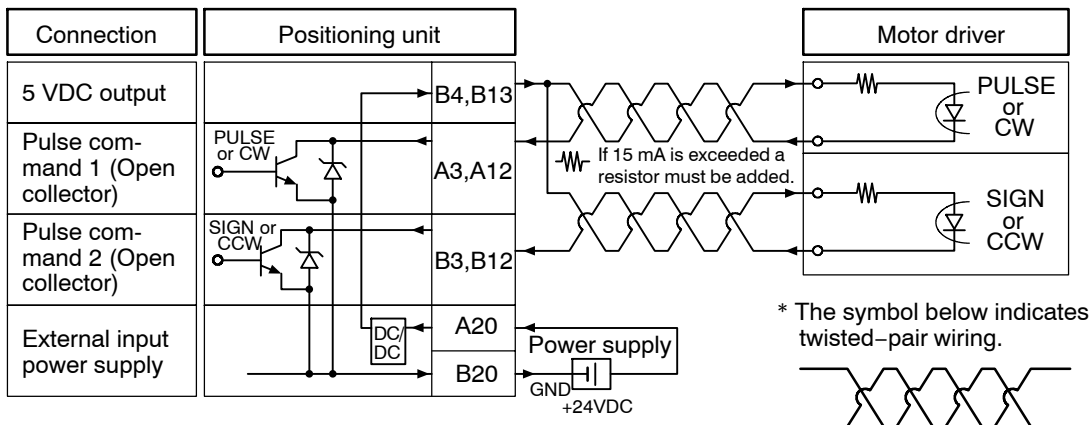 Connection
Positioning unit
Motor driver
5 VDC output
B4,B13
PULSE
or
CW
Pulse com-
mand 1 (Open
collector)
PULSE
or CW
A3,A12
If 15 mA is exceeded a
resistor must be added.
Pulse com-
mand 2 (Open
collector)
SIGN or
CCW
B3,B12
SIGN
or
CCW
External input
power supply
DC/
DC
A20
B20
Power supply
GND
+24VDC
* The symbol below indicates
twisted−pair wiring.